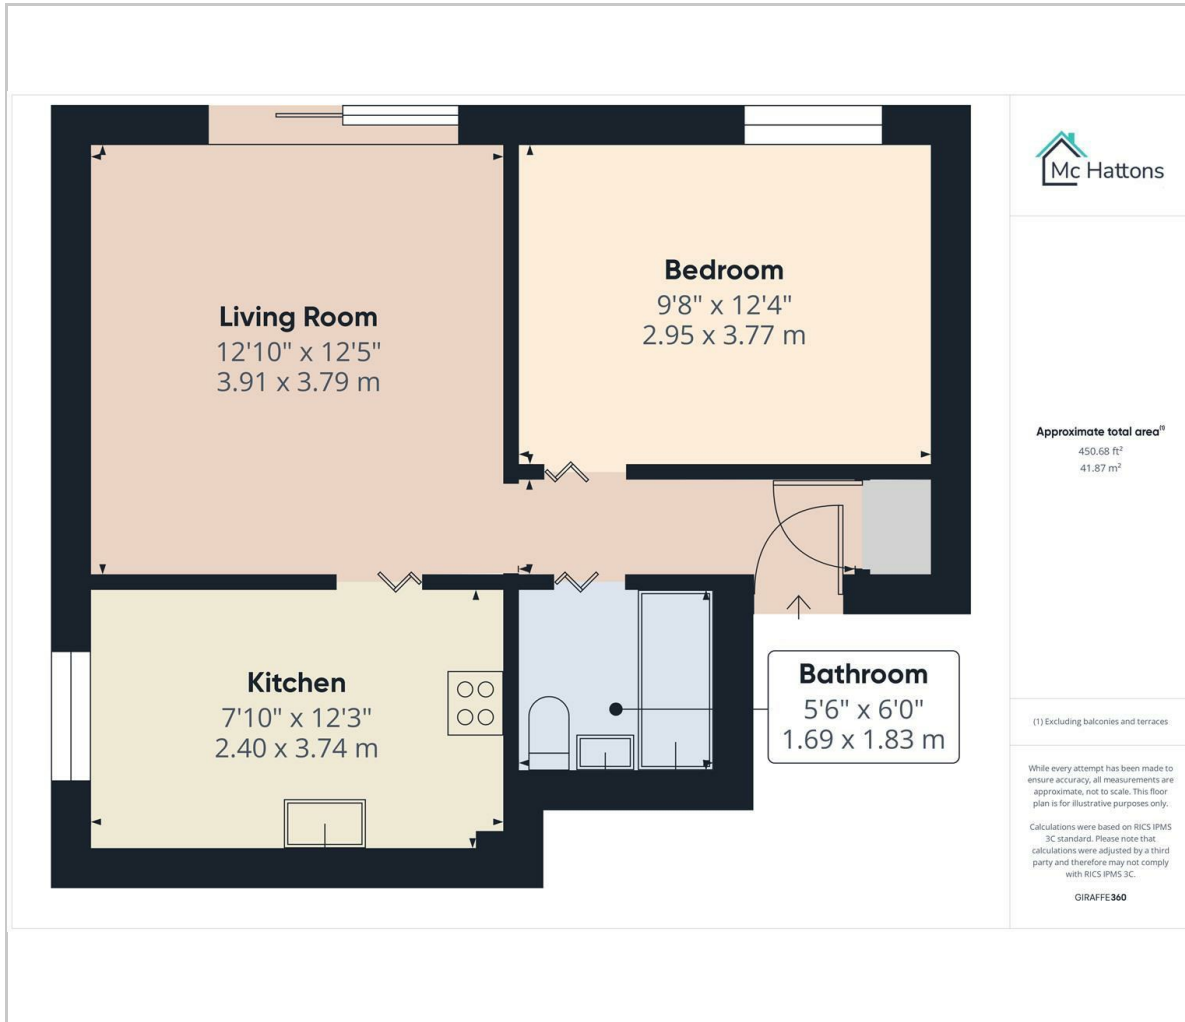 Living Room
12'10" x 12'5"
3.91 x 3.79 m
Bedroom
9'8" x 12'4"
2.95 x 3.77 m
Kitchen
7'10" x 12'3"
2.40 x 3.74 m
Bathroom
5'6" x 6'0"
1.69 x 1.83 m
Mc Hattons
Approximate total area⁽¹⁾
450.68 ft²
41.87 m²
(1) Excluding balconies and terraces
While every attempt has been made to
ensure accuracy, all measurements are
approximate, not to scale. This floor
plan is for illustrative purposes only.
Calculations were based on RICS IPMS
3C standard. Please note that
calculations were adjusted by a third
party and therefore may not comply
with RICS IPMS 3C.
GIRAFFE360